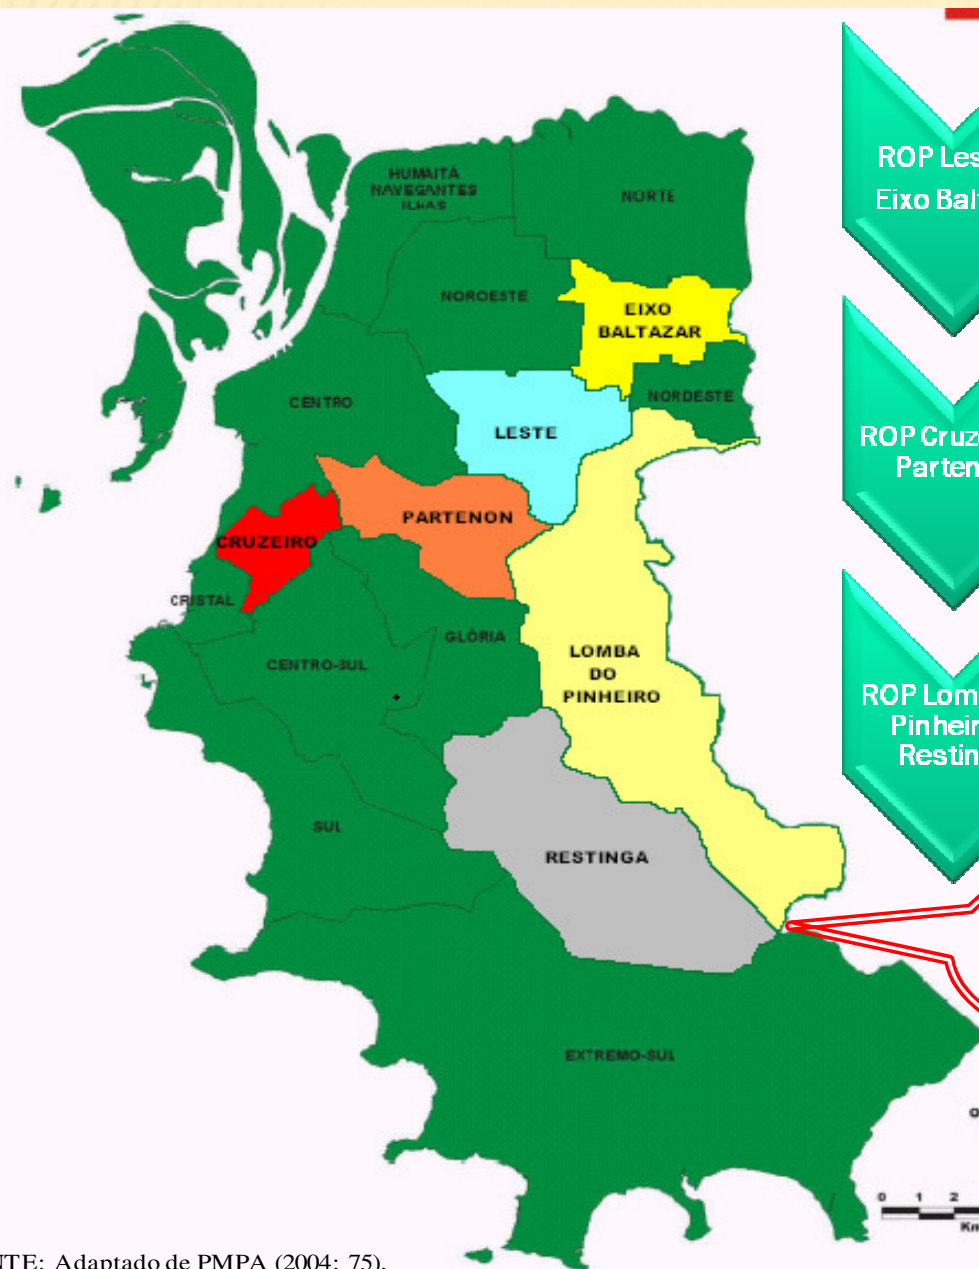 HUMAITÁ
NAVEGANTES
ILHAS
NORTE
NOROESTE
EIXO
BALTAZAR
NORDESTE
CENTRO
LESTE
PARTENON
CRUZEIRO
CRISTAL
GLÓRIA
CENTRO-SUL
LOMBA
DO
PINHEIRO
SUL
RESTINGA
EXTREMO-SUL
ROP Les
Eixo Bal
ROP Cruz
Parten
ROP Lom
Pinheir
Restin
0 1 2
Km
NTE: Adaptado de PMPA (2004: 75).